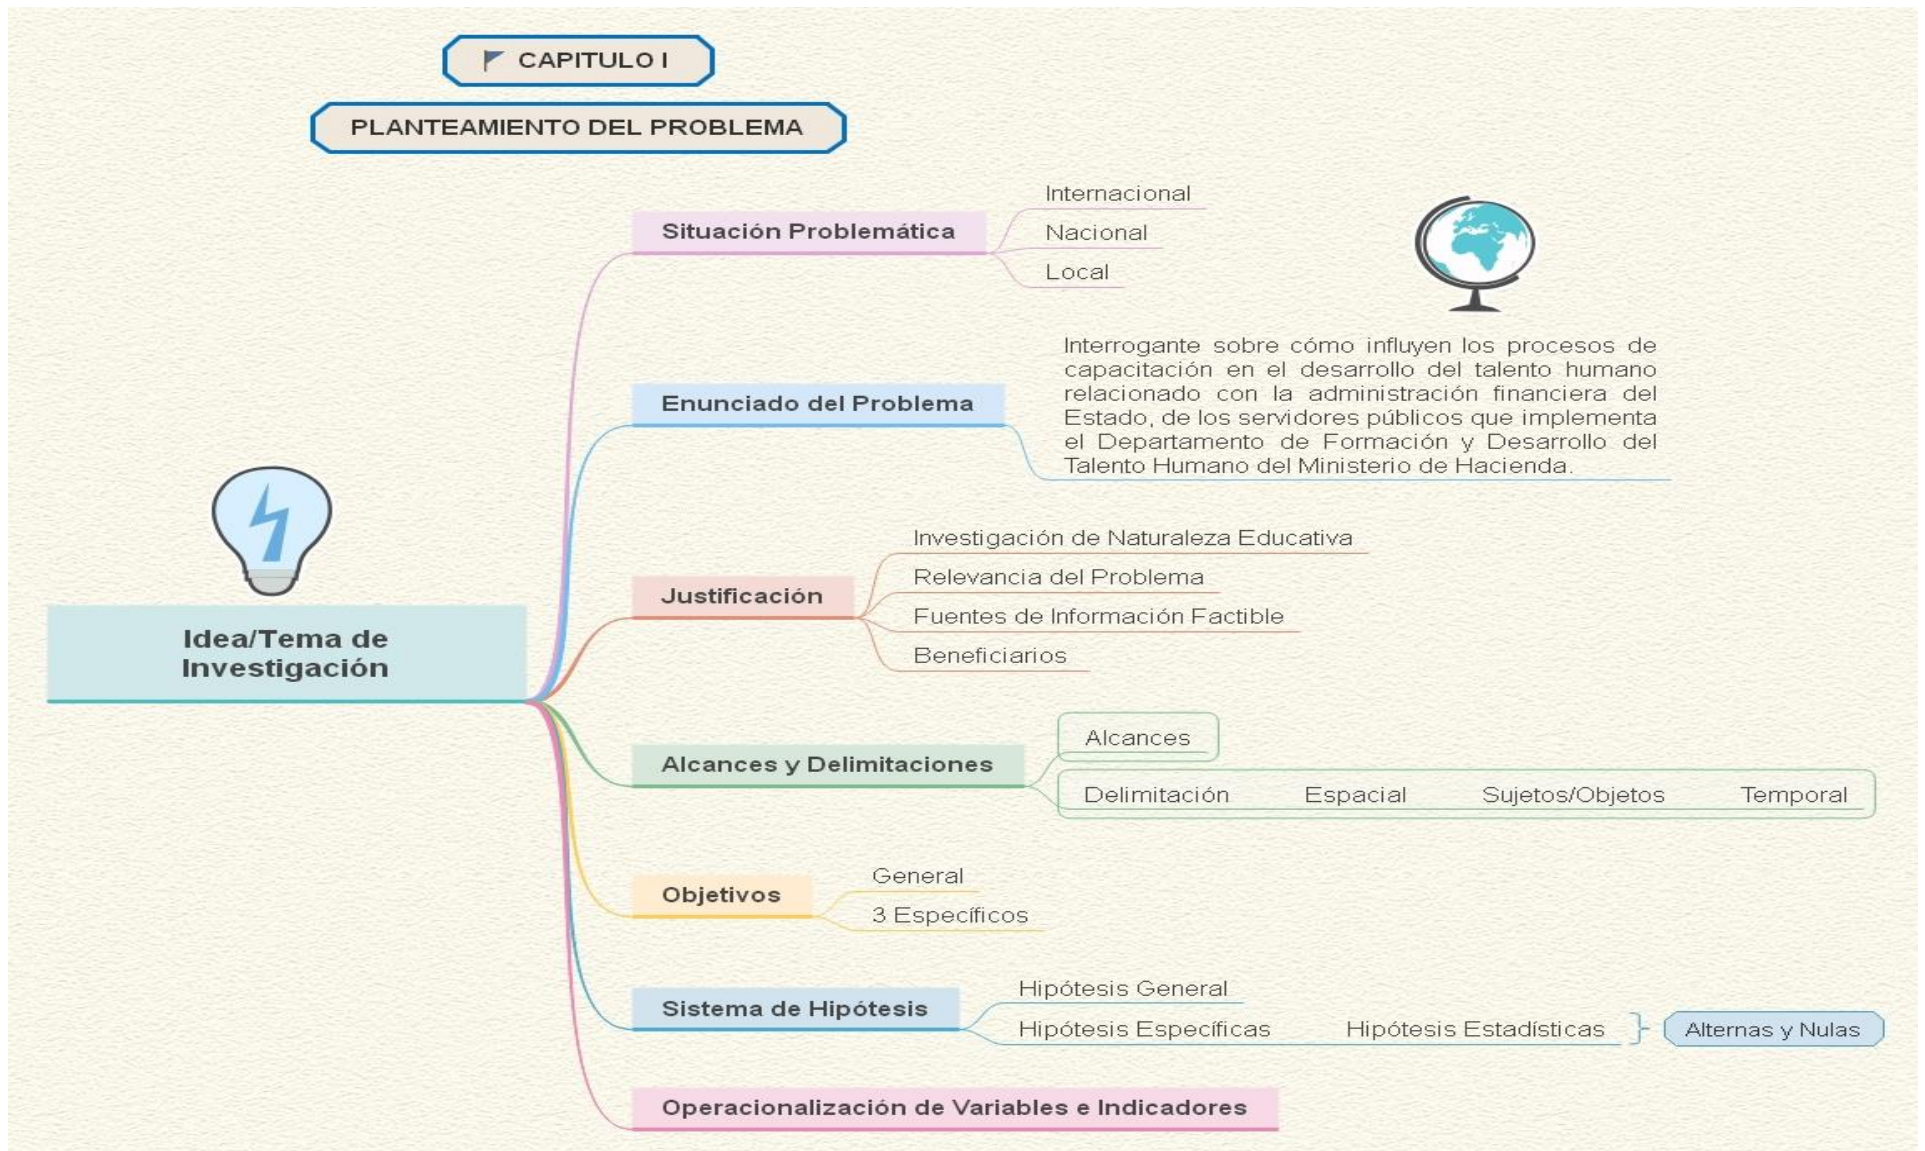 CAPITULO I
PLANTEAMIENTO DEL PROBLEMA
Idea/Tema de
Investigación
Situación Problemática
Internacional
Nacional
Local
Enunciado del Problema
Interrogante sobre cómo influyen los procesos de
capacitación en el desarrollo del talento humano
relacionado con la administración financiera del
Estado, de los servidores públicos que implementa
el Departamento de Formación y Desarrollo del
Talento Humano del Ministerio de Hacienda.
Justificación
Investigación de Naturaleza Educativa
Relevancia del Problema
Fuentes de Información Factible
Beneficiarios
Alcances y Delimitaciones
Alcances
Delimitación Espacial Sujetos/Objetos Temporal
Objetivos
General
3 Específicos
Sistema de Hipótesis
Hipótesis General
Hipótesis Específicas Hipótesis Estadísticas Alternas y Nulas
Operacionalización de Variables e Indicadores